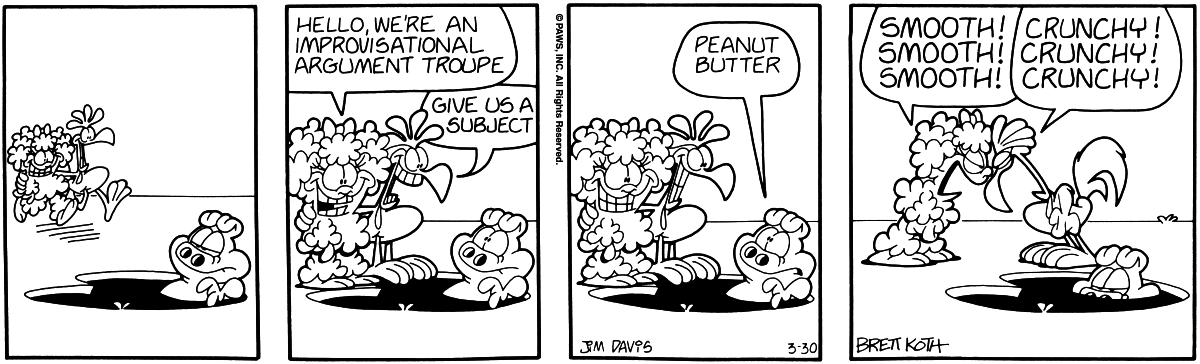 HELLO, WE'RE AN
IMPROVISATIONAL
ARGUMENT TROUPE
GIVE US A
SUBJECT
© PAWS, INC. All Rights Reserved.
PEANUT
BUTTER
JIM DAVIS
3-30
SMOOTH!
SMOOTH!
SMOOTH!
CRUNCHY!
CRUNCHY!
CRUNCHY!
BRETT KOTH